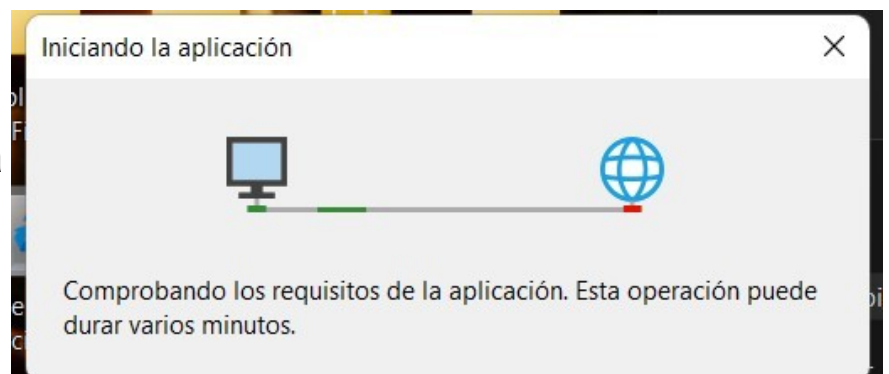 Iniciando la aplicación
Comprobando los requisitos de la aplicación. Esta operación puede
durar varios minutos.